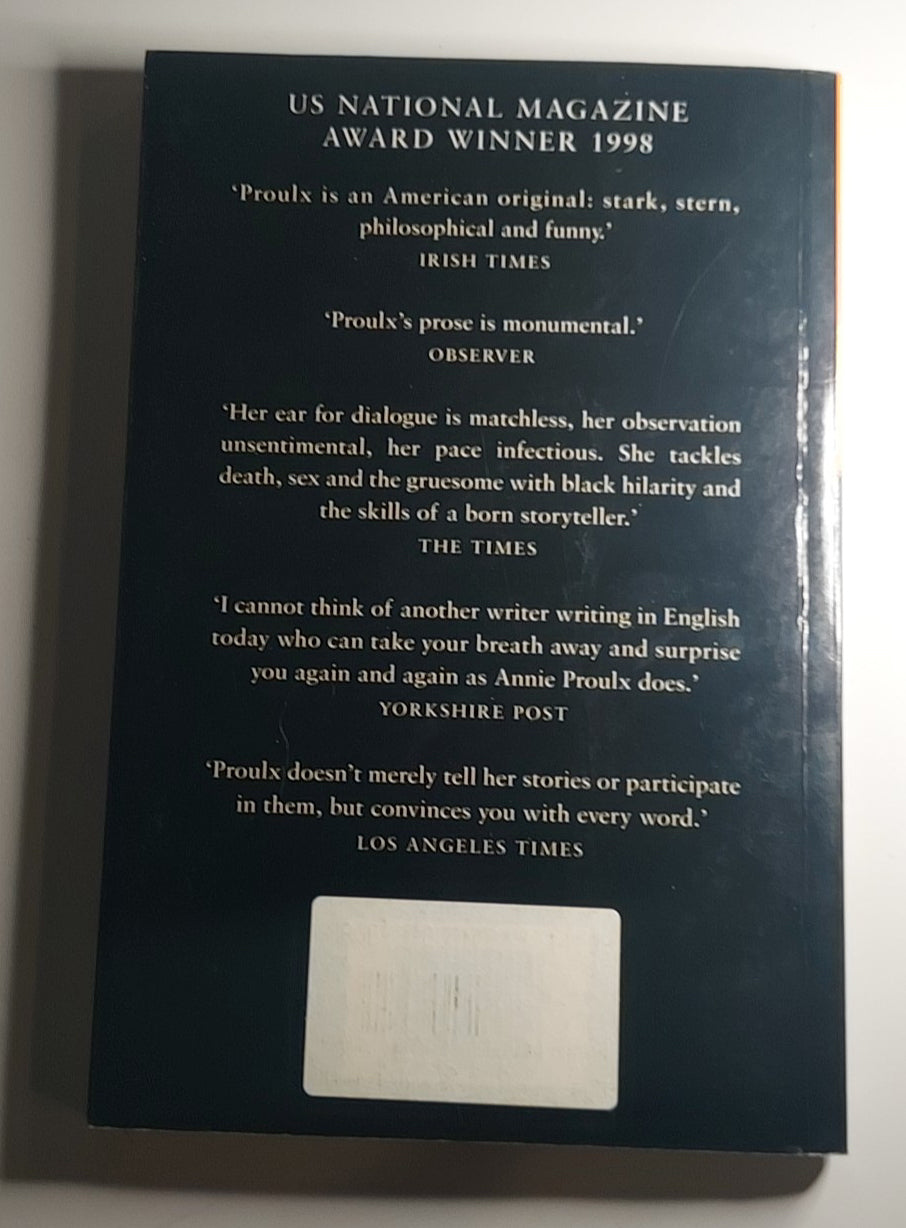 US NATIONAL MAGAZINE
AWARD WINNER 1998
‘Proulx is an American original: stark, stern,
philosophical and funny.’
IRISH TIMES
‘Proulx’s prose is monumental.’
OBSERVER
‘Her ear for dialogue is matchless, her observation
unsentimental, her pace infectious. She tackles
death, sex and the gruesome with black hilarity and
the skills of a born storyteller.’
THE TIMES
‘I cannot think of another writer writing in English
today who can take your breath away and surprise
you again and again as Annie Proulx does.’
YORKSHIRE POST
‘Proulx doesn’t merely tell her stories or participate
in them, but convinces you with every word.’
LOS ANGELES TIMES